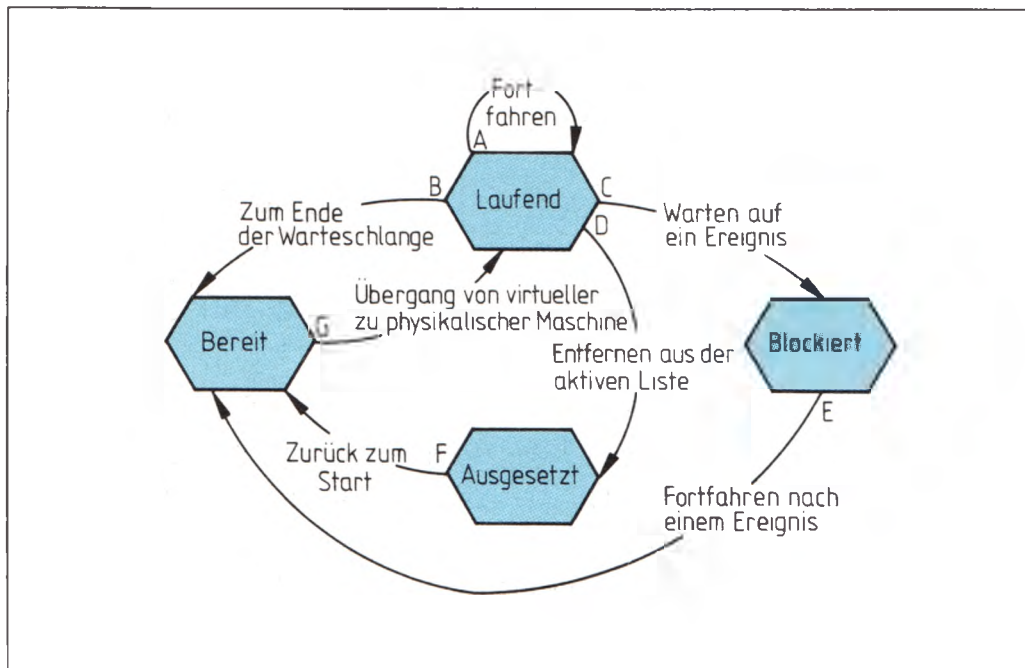 Fort-
fahren
A
B
Laufend
C
D
Zum Ende
der Warteschlange
Warten auf
ein Ereignis
Übergang von virtueller
zu physikalischer Maschine
G
Bereit
Blockiert
Entfernen aus der
aktiven Liste
E
Zurück zum
Start
F
Ausgesetzt
Fortfahren nach
einem Ereignis